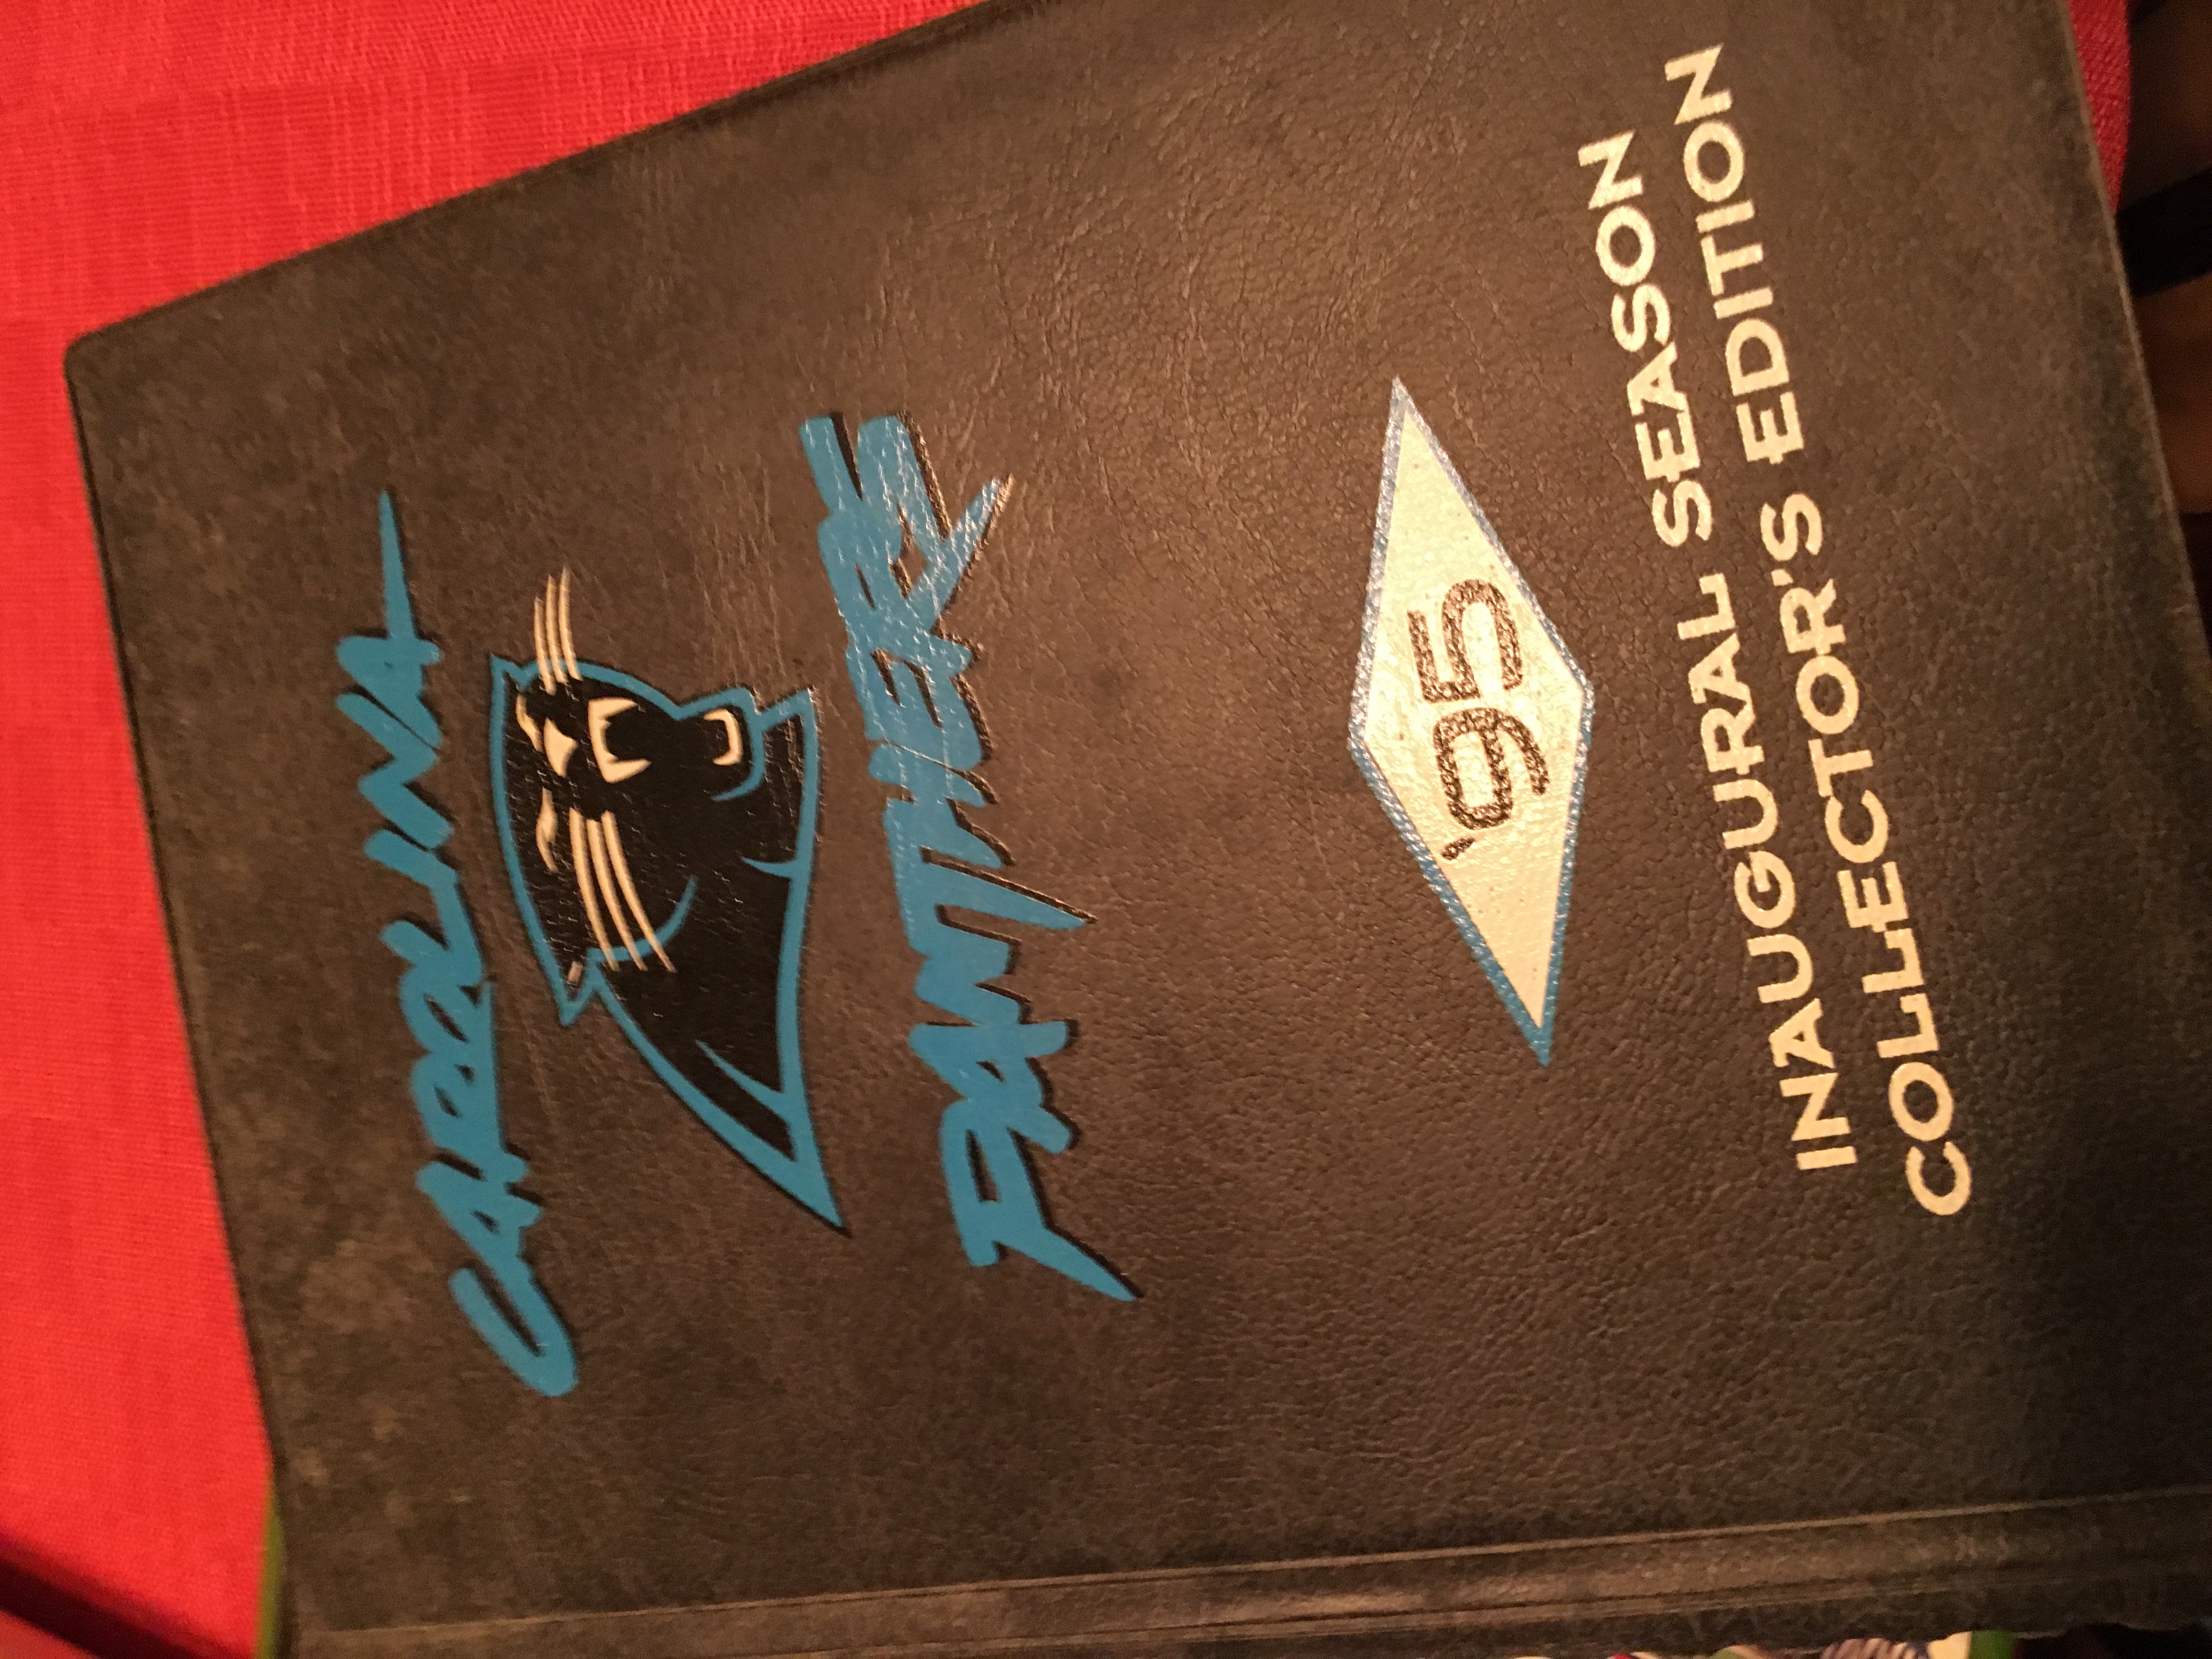 CAROLINA
PANTHERS
'95
INAUGURAL SEASON
COLLECTOR'S EDITION